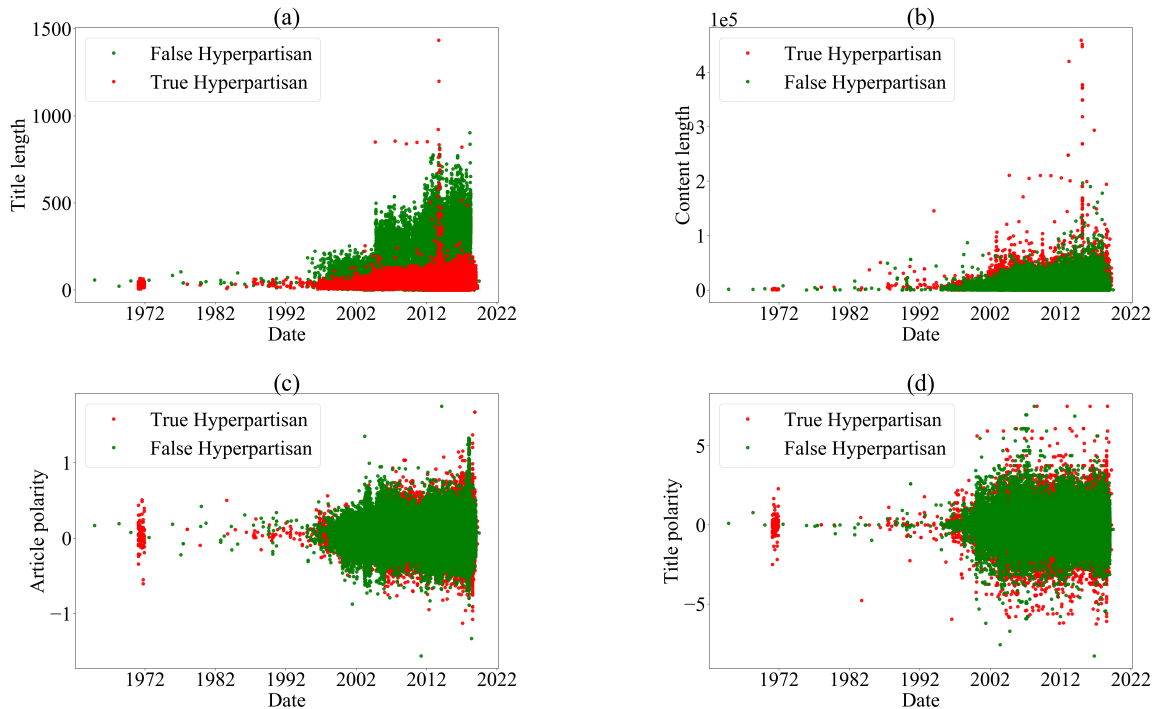 (a)
1500
1000
500
0
Title length
False Hyperpartisan
True Hyperpartisan
1972 1982 1992 2002 2012 2022
Date
(b)
1e5
4
3
2
1
0
Content length
True Hyperpartisan
False Hyperpartisan
1972 1982 1992 2002 2012 2022
Date
(c)
1
0
−1
Article polarity
True Hyperpartisan
False Hyperpartisan
1972 1982 1992 2002 2012 2022
Date
(d)
5
0
−5
Title polarity
True Hyperpartisan
False Hyperpartisan
1972 1982 1992 2002 2012 2022
Date